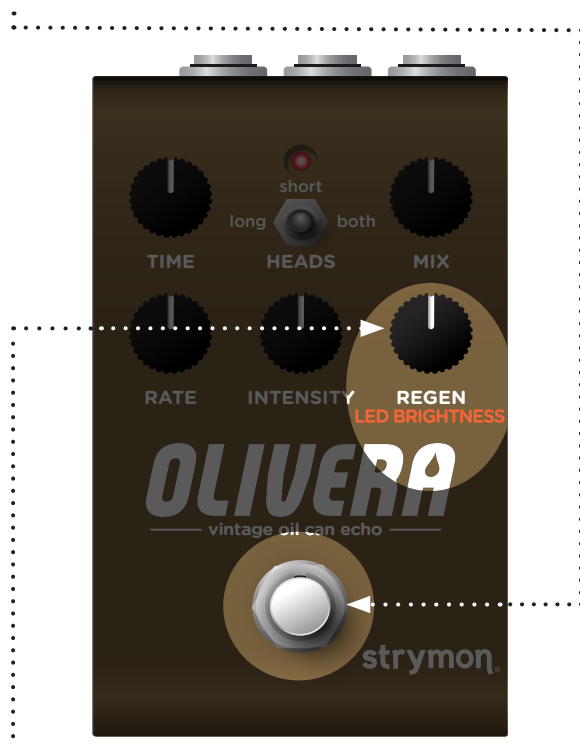 short
long both
TIME HEADS MIX
RATE INTENSITY REGEN
LED BRIGHTNESS
OLIVERA
vintage oil can echo
strymon®